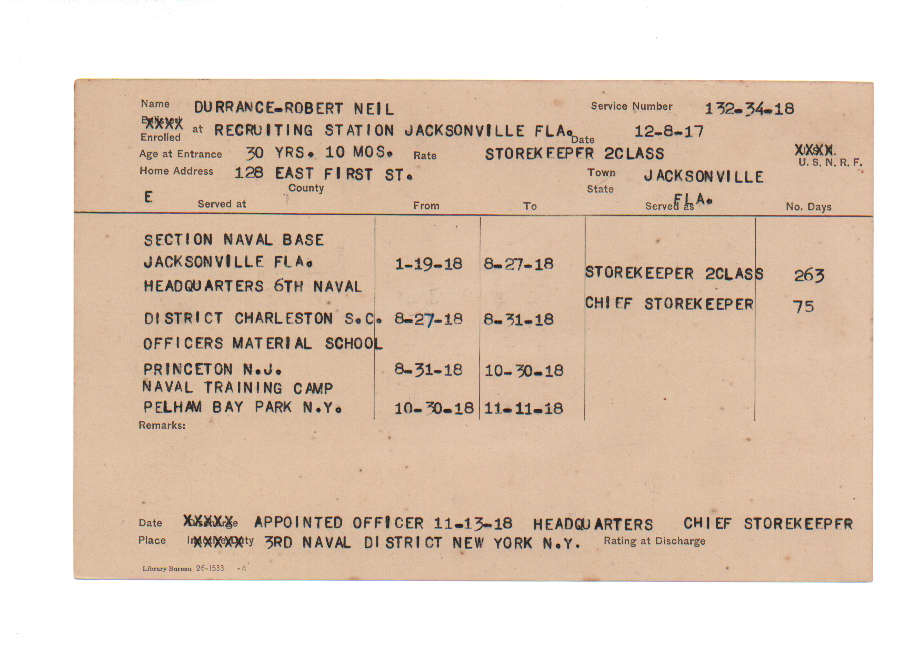 Name DURRANCE-ROBERT NEIL Service Number 132-34-18
XXXX
Enrolled at RECRUITING STATION JACKSONVILLE FLA. Date 12-8-17
Age at Entrance 30 YRS. 10 MOS. Rate STOREKEEPER 2CLASS XXXX U. S. N. R. F.
Home Address 128 EAST FIRST ST. Town JACKSONVILLE
County State FLA.
E Served at From To Served as No. Days
SECTION NAVAL BASE
JACKSONVILLE FLA. 1-19-18 8-27-18 STOREKEEPER 2CLASS 263
HEADQUARTERS 6TH NAVAL
CHIEF STOREKEEPER 75
DISTRICT CHARLESTON S.C. 8-27-18 8-31-18
OFFICERS MATERIAL SCHOOL
PRINCETON N.J. 8-31-18 10-30-18
NAVAL TRAINING CAMP
PELHAM BAY PARK N.Y. 10-30-18 11-11-18
Remarks:
Date XXXXX APPOINTED OFFICER 11-13-18 HEADQUARTERS CHIEF STOREKEEPER
Place XXXXX 3RD NAVAL DISTRICT NEW YORK N.Y. Rating at Discharge
Library Bureau 26-1533